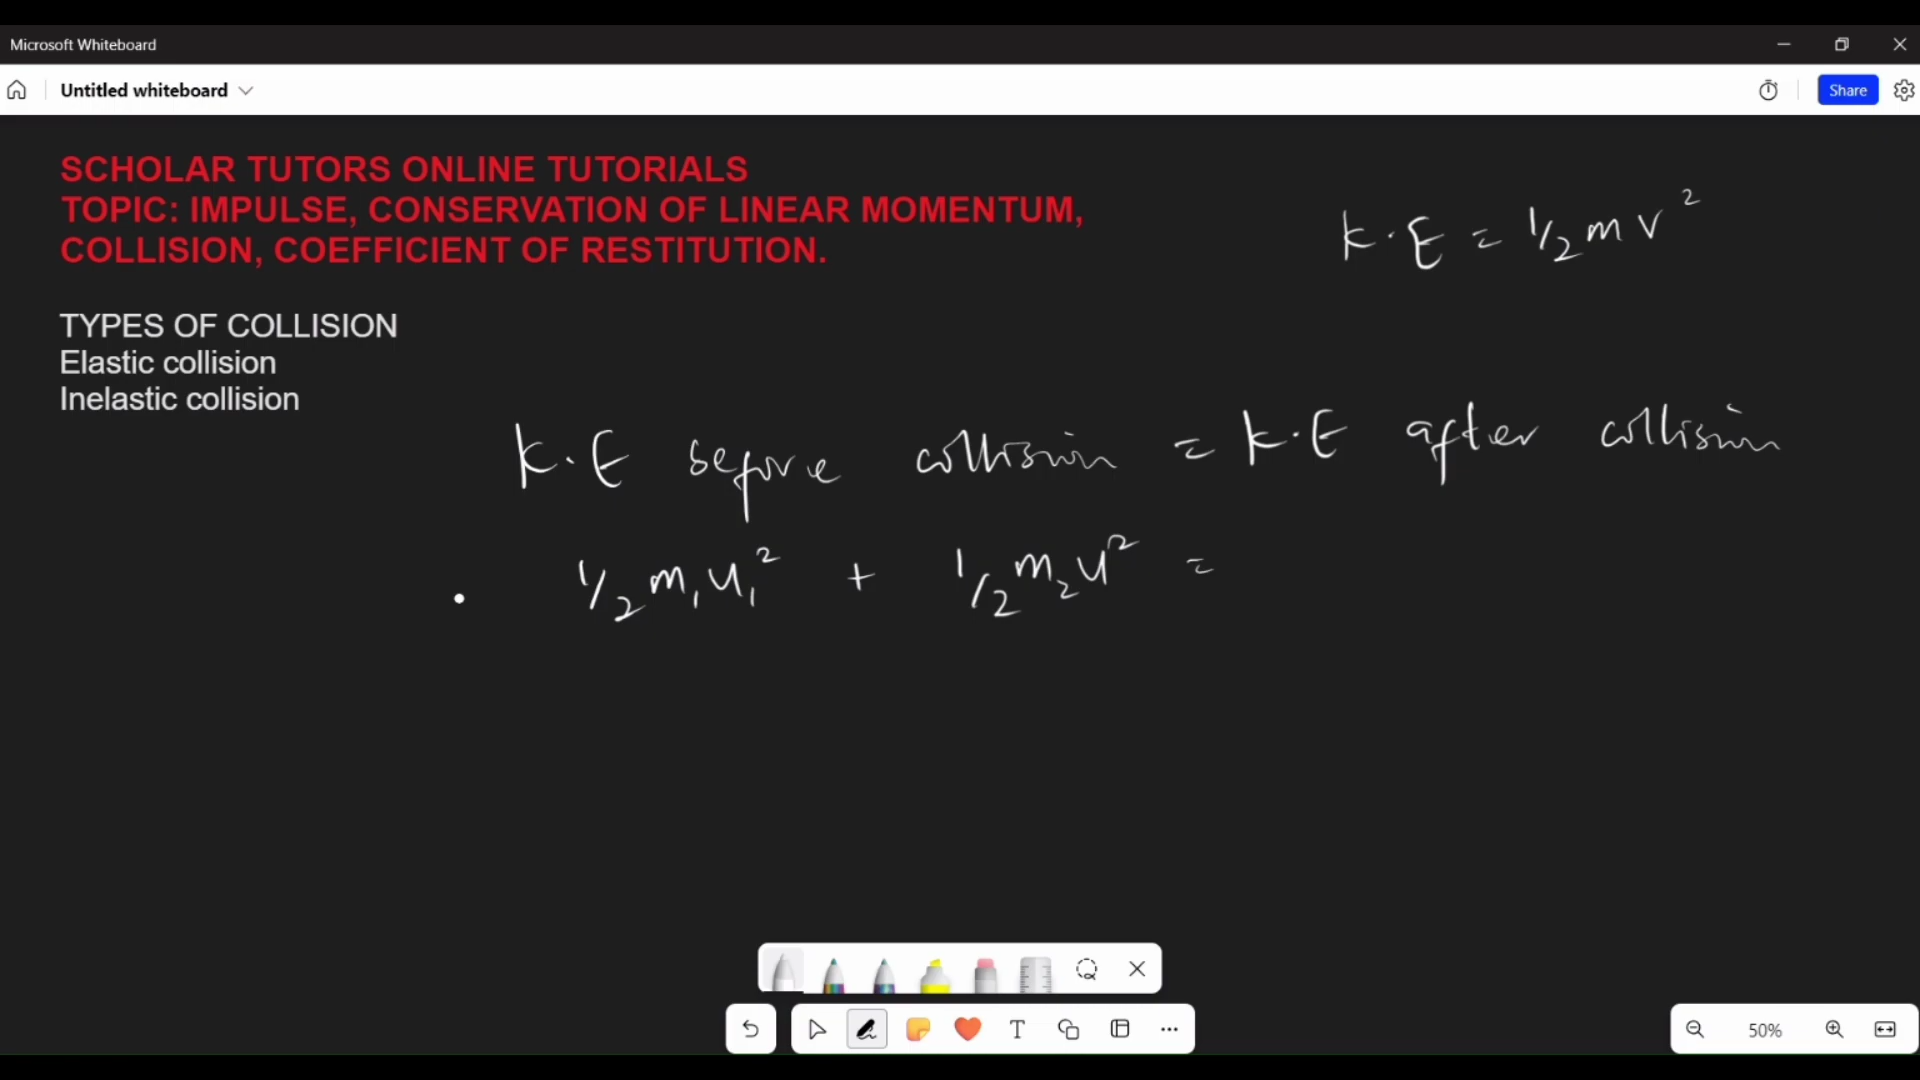 Microsoft Whiteboard
Untitled whiteboard
Share
SCHOLAR TUTORS ONLINE TUTORIALS
TOPIC: IMPULSE, CONSERVATION OF LINEAR MOMENTUM,
COLLISION, COEFFICIENT OF RESTITUTION.
K.E = 1/2 m v²
TYPES OF COLLISION
Elastic collision
Inelastic collision
K.E before collision = K.E after collision
1/2 m₁u₁² + 1/2 m₂u² =
50%